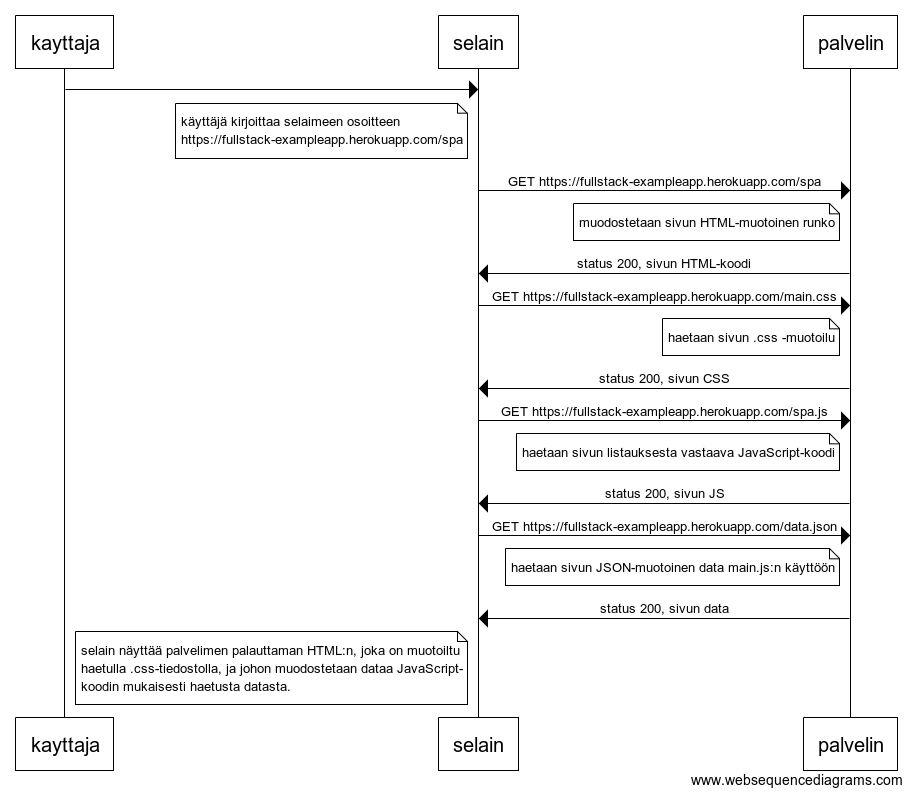 kayttaja
selain
palvelin
käyttäjä kirjoittaa selaimeen osoitteen
https://fullstack-exampleapp.herokuapp.com/spa
GET https://fullstack-exampleapp.herokuapp.com/spa
muodostetaan sivun HTML-muotoinen runko
status 200, sivun HTML-koodi
GET https://fullstack-exampleapp.herokuapp.com/main.css
haetaan sivun .css -muotoilu
status 200, sivun CSS
GET https://fullstack-exampleapp.herokuapp.com/spa.js
haetaan sivun listauksesta vastaava JavaScript-koodi
status 200, sivun JS
GET https://fullstack-exampleapp.herokuapp.com/data.json
haetaan sivun JSON-muotoinen data main.js:n käyttöön
status 200, sivun data
selain näyttää palvelimen palauttaman HTML:n, joka on muotoiltu
haetulla .css-tiedostolla, ja johon muodostetaan dataa JavaScript-
koodin mukaisesti haetusta datasta.
kayttaja
selain
palvelin
www.websequencediagrams.com